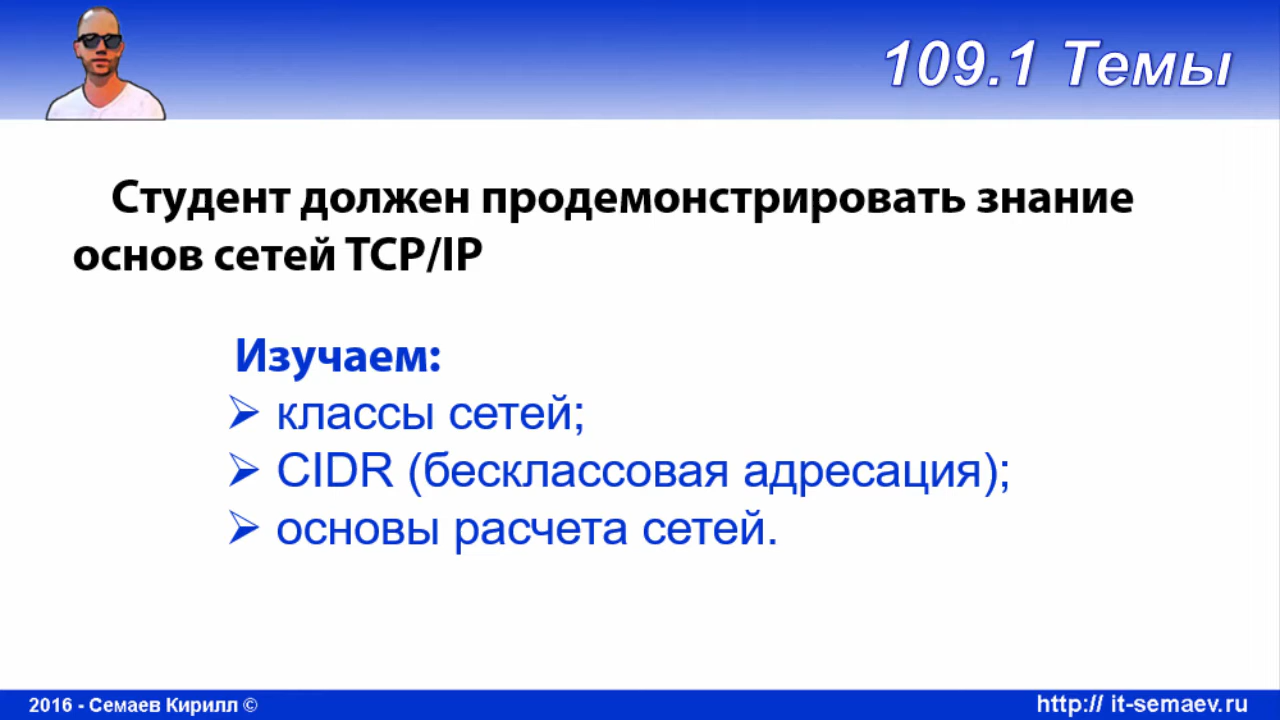 109.1 Темы
Студент должен продемонстрировать знание
основ сетей TCP/IP
Изучаем:
классы сетей;
CIDR (бесклассовая адресация);
основы расчета сетей.
2016 - Семаев Кирилл ©
http:// it-semaev.ru